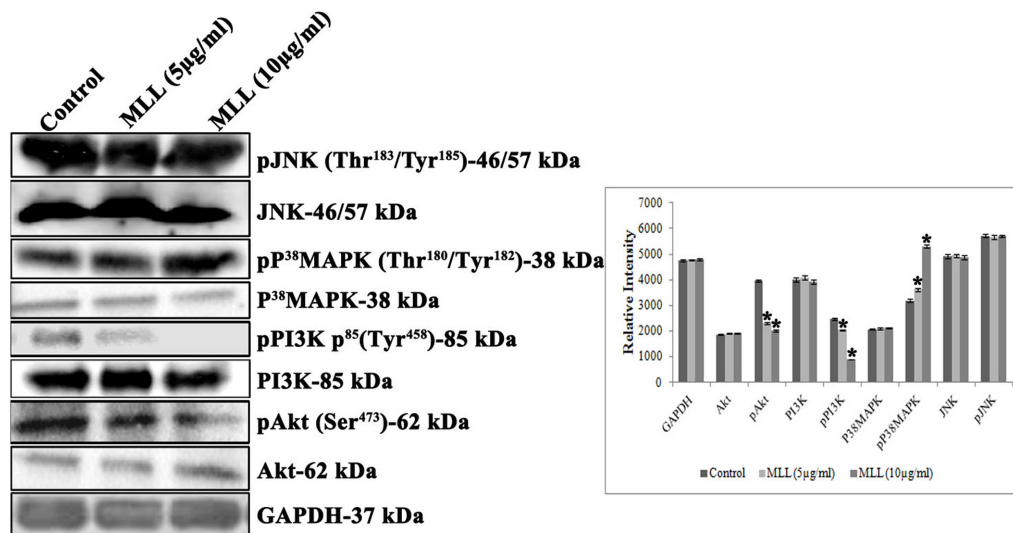 Control
MLL (5µg/ml)
MLL (10µg/ml)
pJNK (Thr¹⁸³/Tyr¹⁸⁵)-46/57 kDa
JNK-46/57 kDa
pP³⁸MAPK (Thr¹⁸⁰/Tyr¹⁸²)-38 kDa
P³⁸MAPK-38 kDa
pPI3K p⁸⁵(Tyr⁴⁵⁸)-85 kDa
PI3K-85 kDa
pAkt (Ser⁴⁷³)-62 kDa
Akt-62 kDa
GAPDH-37 kDa
Relative Intensity
7000
6000
5000
4000
3000
2000
1000
0
* * * * * *
GAPDH
Akt
pAkt
PI3K
pPI3K
P38MAPK
pP38MAPK
JNK
pJNK
Control MLL (5µg/ml) MLL (10µg/ml)